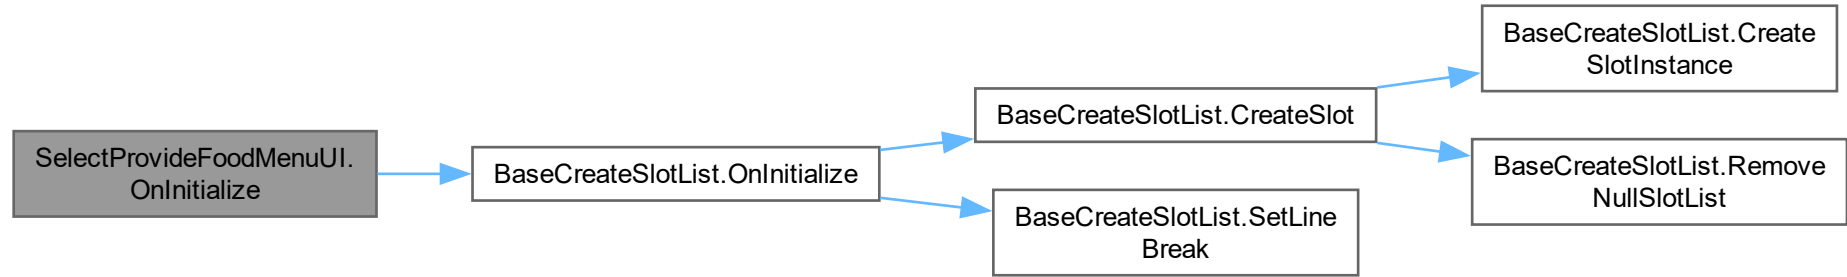 SelectProvideFoodMenuUI.
OnInitialize
BaseCreateSlotList.OnInitialize
BaseCreateSlotList.CreateSlot
BaseCreateSlotList.Create
SlotInstance
BaseCreateSlotList.Remove
NullSlotList
BaseCreateSlotList.SetLine
Break